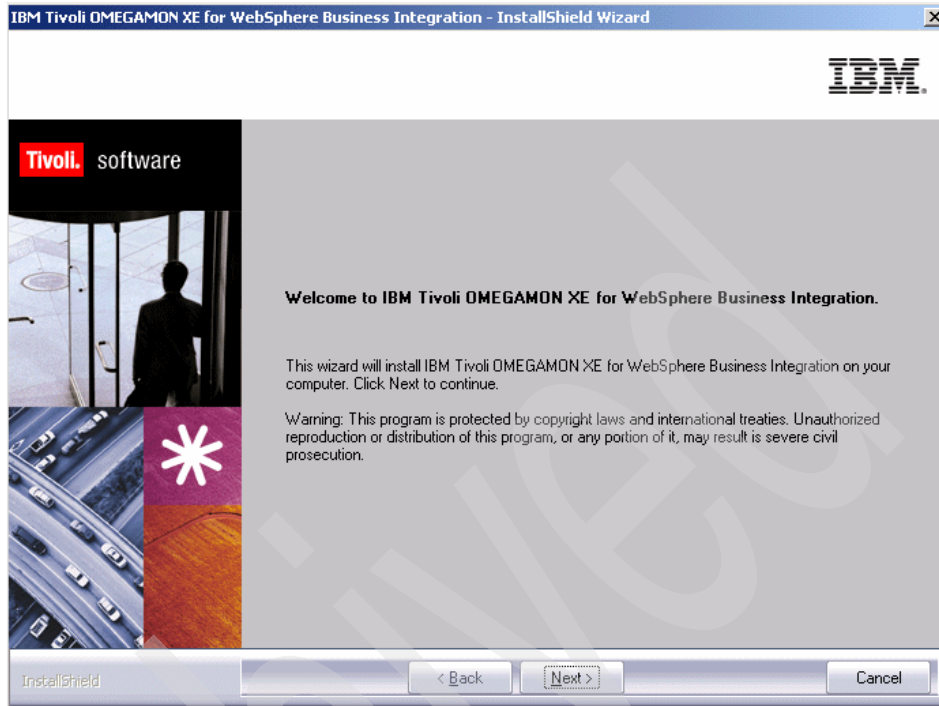 IBM Tivoli OMEGAMON XE for WebSphere Business Integration - InstallShield Wizard
IBM.
Tivoli. software
Welcome to IBM Tivoli OMEGAMON XE for WebSphere Business Integration.
This wizard will install IBM Tivoli OMEGAMON XE for WebSphere Business Integration on your
computer. Click Next to continue.
Warning: This program is protected by copyright laws and international treaties. Unauthorized
reproduction or distribution of this program, or any portion of it, may result is severe civil
prosecution.
InstallShield
< Back
Next >
Cancel